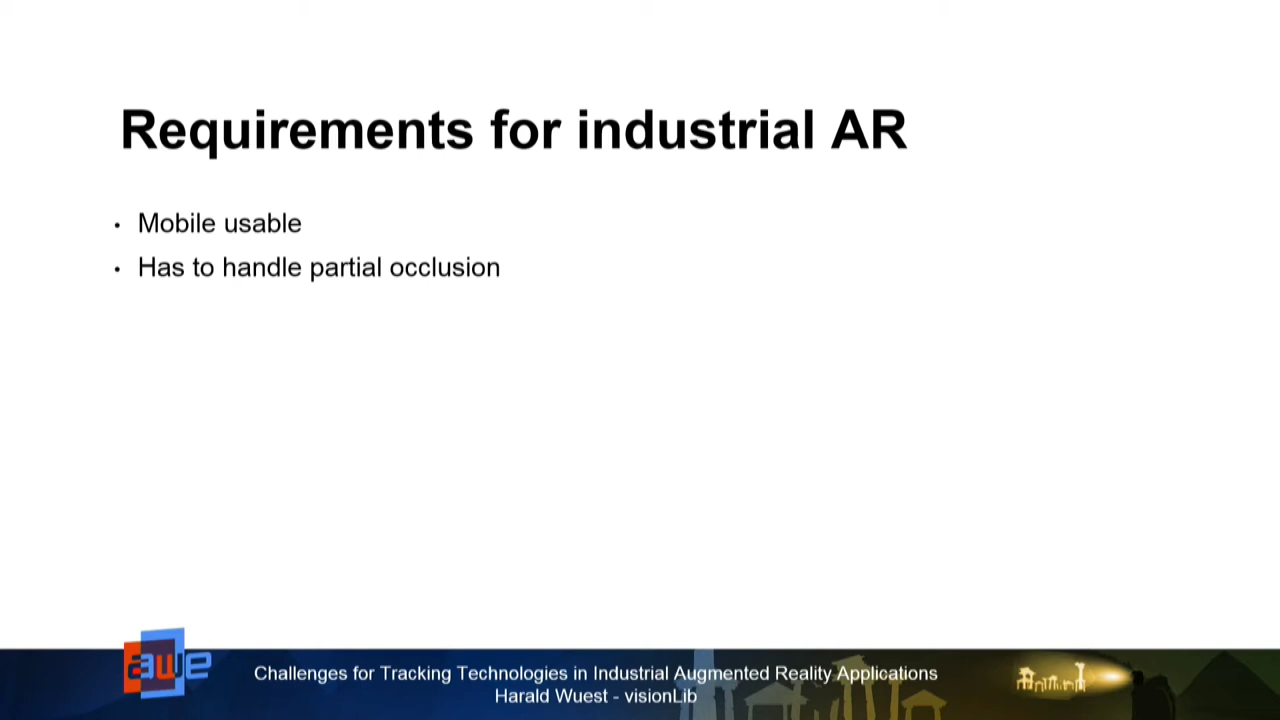 Requirements for industrial AR
• Mobile usable
• Has to handle partial occlusion
awe
Challenges for Tracking Technologies in Industrial Augmented Reality Applications
Harald Wuest - visionLib